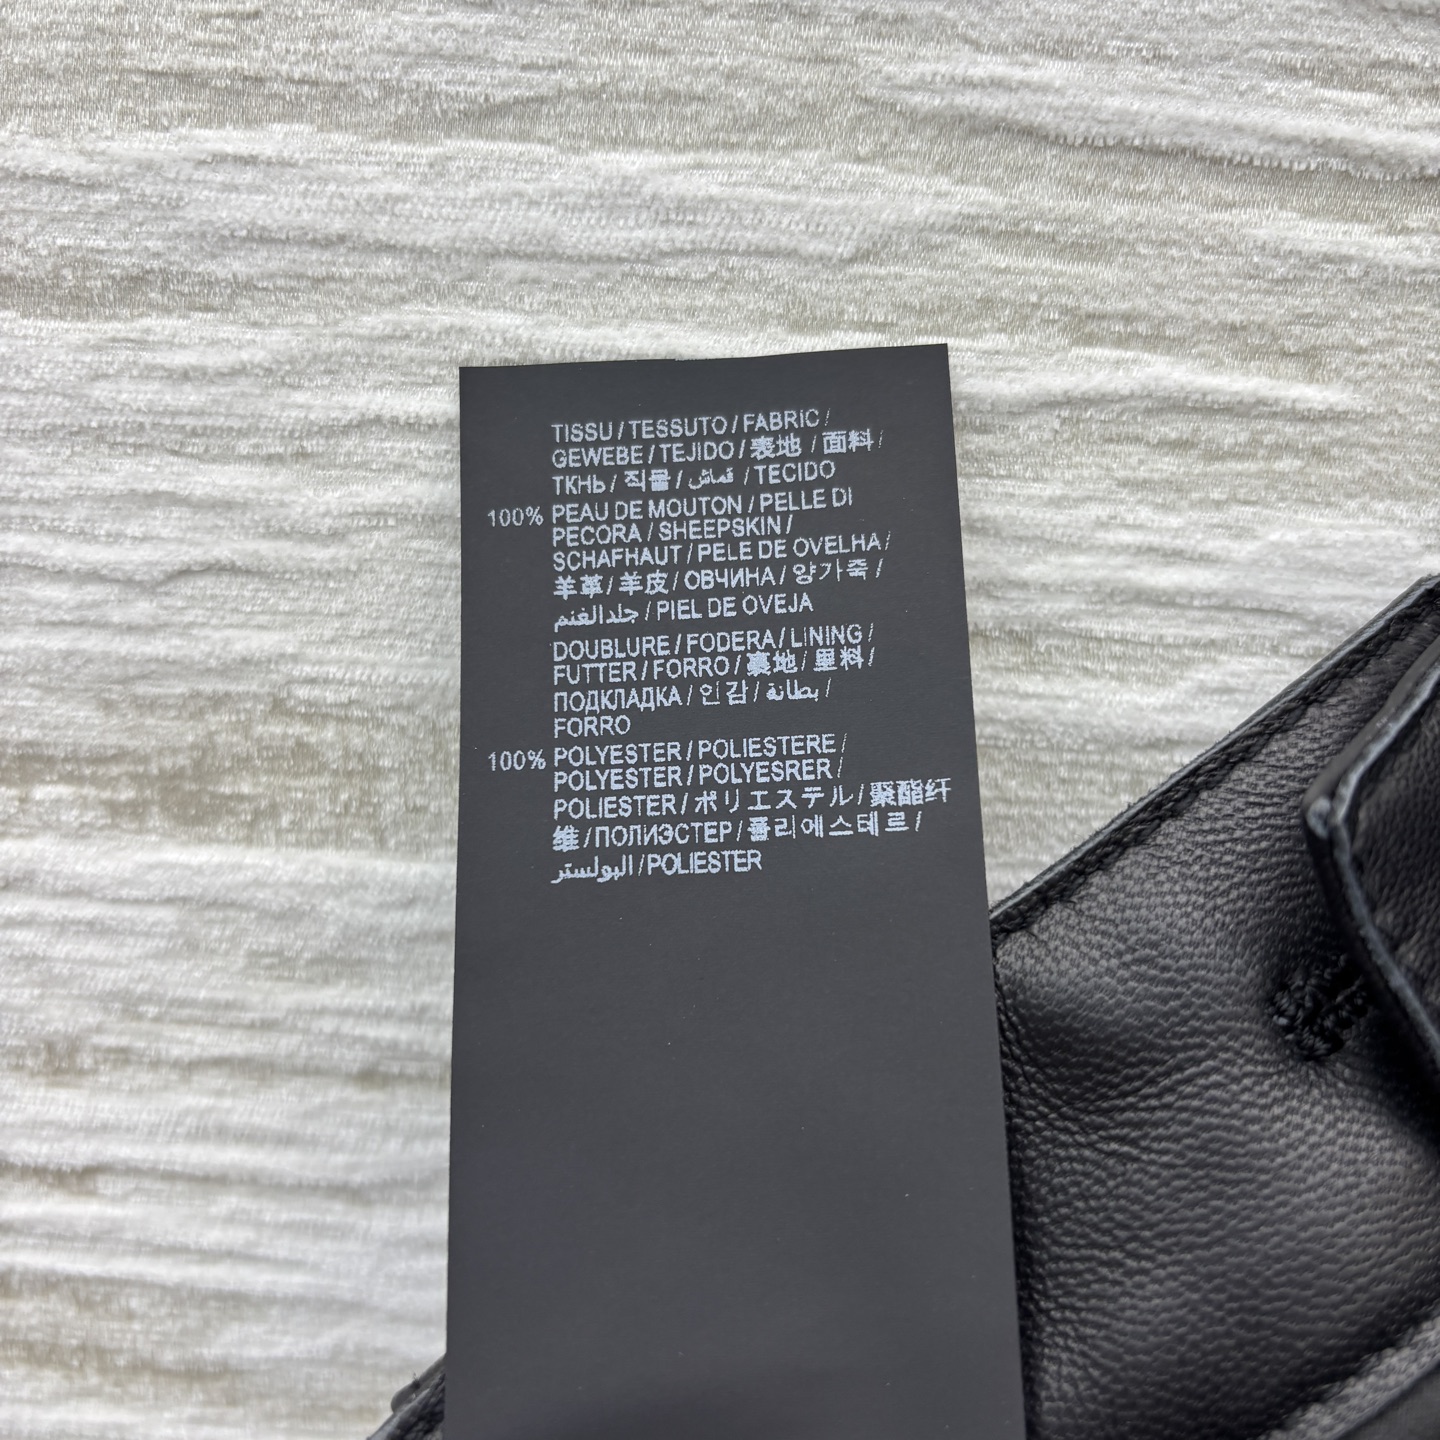 TISSU / TESSUTO / FABRIC /
GEWEBE / TEJIDO / 表地 / 面料 /
ТКНЬ / 직물 / قماش / TECIDO
100% PEAU DE MOUTON / PELLE DI
PECORA / SHEEPSKIN /
SCHAFHAUT / PELE DE OVELHA /
羊革 / 羊皮 / ОВЧИНА / 양가죽 /
جلدالغنم / PIEL DE OVEJA
DOUBLURE / FODERA / LINING /
FUTTER / FORRO / 裏地 / 里料 /
ПОДКЛАДКА / 인감 / بطانة /
FORRO
100% POLYESTER / POLIESTERE /
POLYESTER / POLYESRER /
POLIESTER / ポリエステル / 聚酯纤
维 / ПОЛИЭСТЕР / 폴리에스테르 /
البولستر / POLIESTER